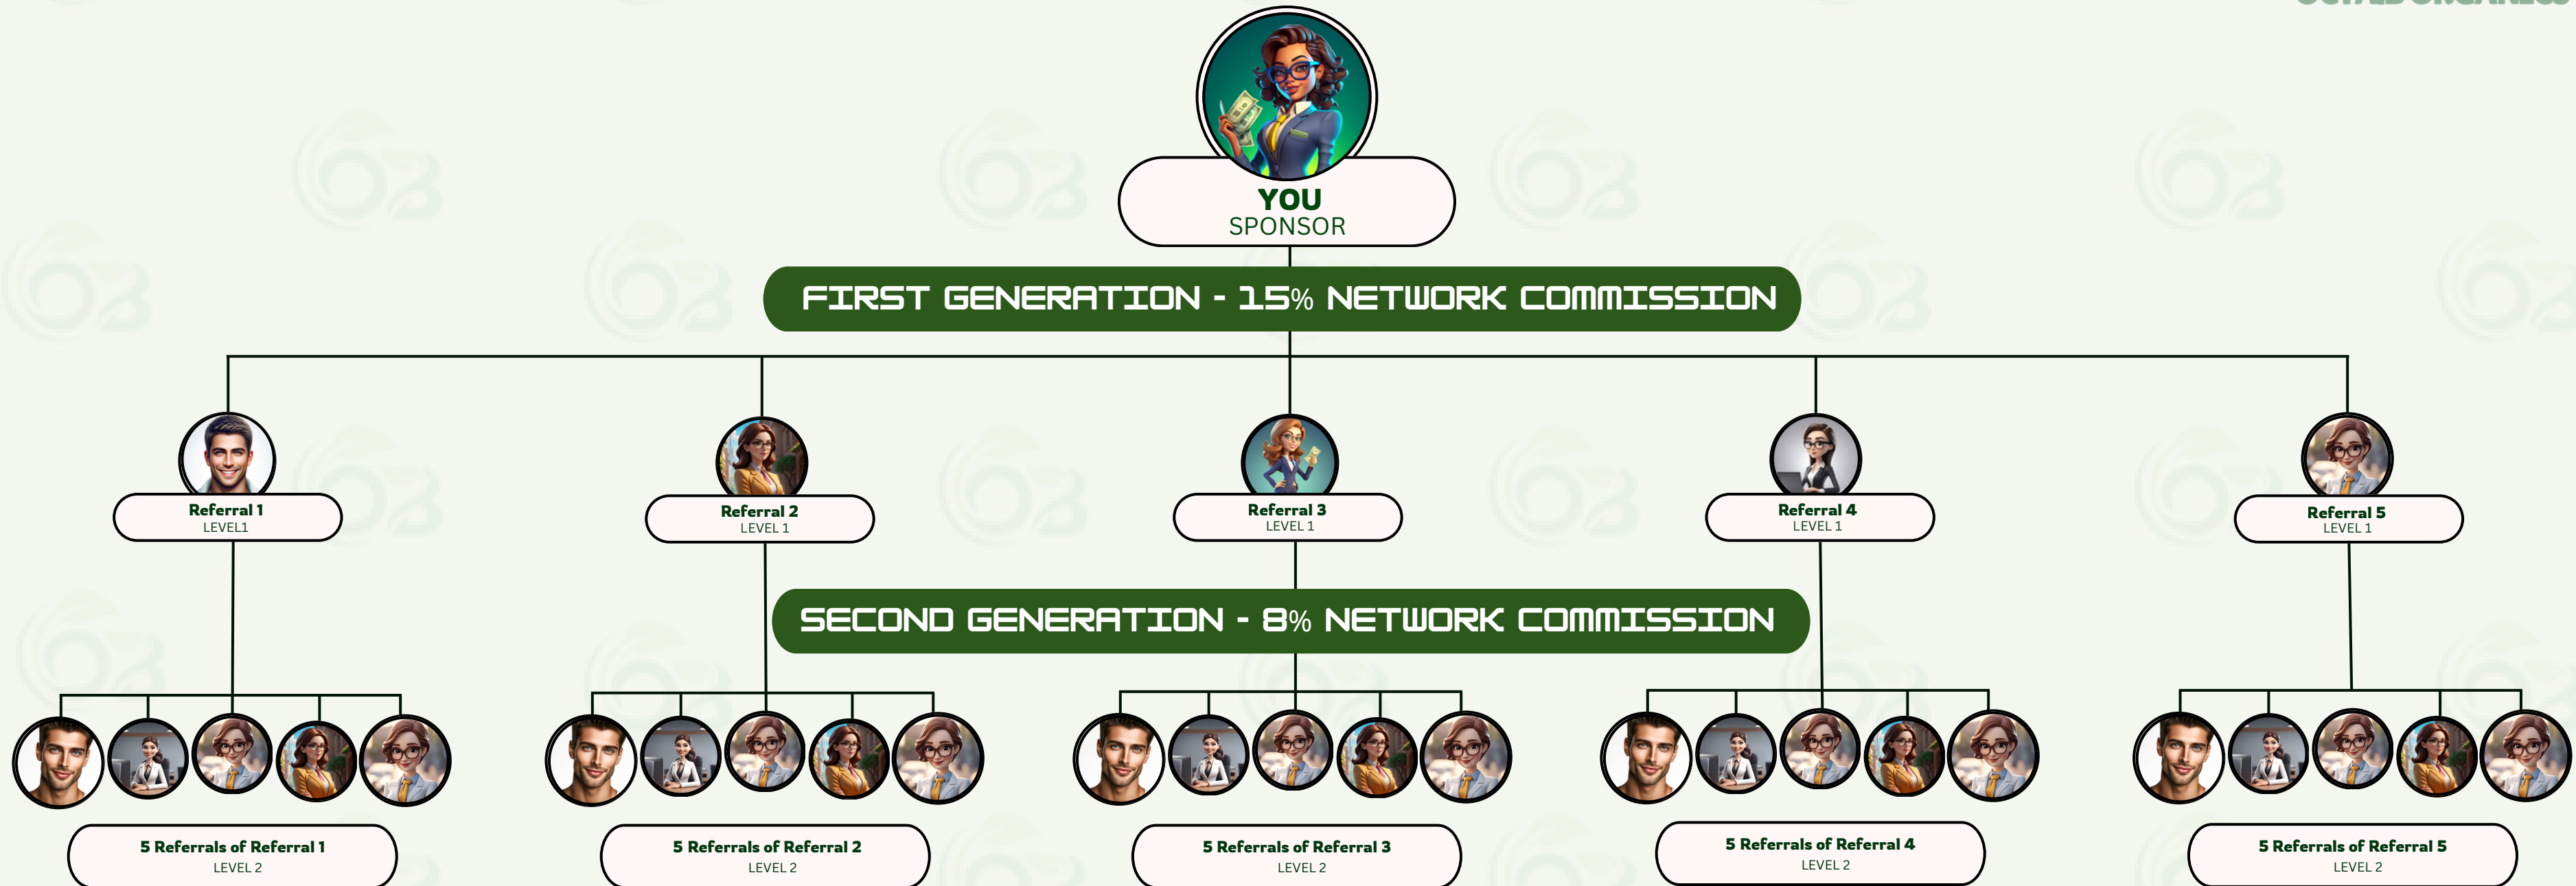 YOU
SPONSOR
FIRST GENERATION - 15% NETWORK COMMISSION
Referral 1
LEVEL1
Referral 2
LEVEL 1
Referral 3
LEVEL 1
Referral 4
LEVEL 1
Referral 5
LEVEL 1
SECOND GENERATION - 8% NETWORK COMMISSION
5 Referrals of Referral 1
LEVEL 2
5 Referrals of Referral 2
LEVEL 2
5 Referrals of Referral 3
LEVEL 2
5 Referrals of Referral 4
LEVEL 2
5 Referrals of Referral 5
LEVEL 2